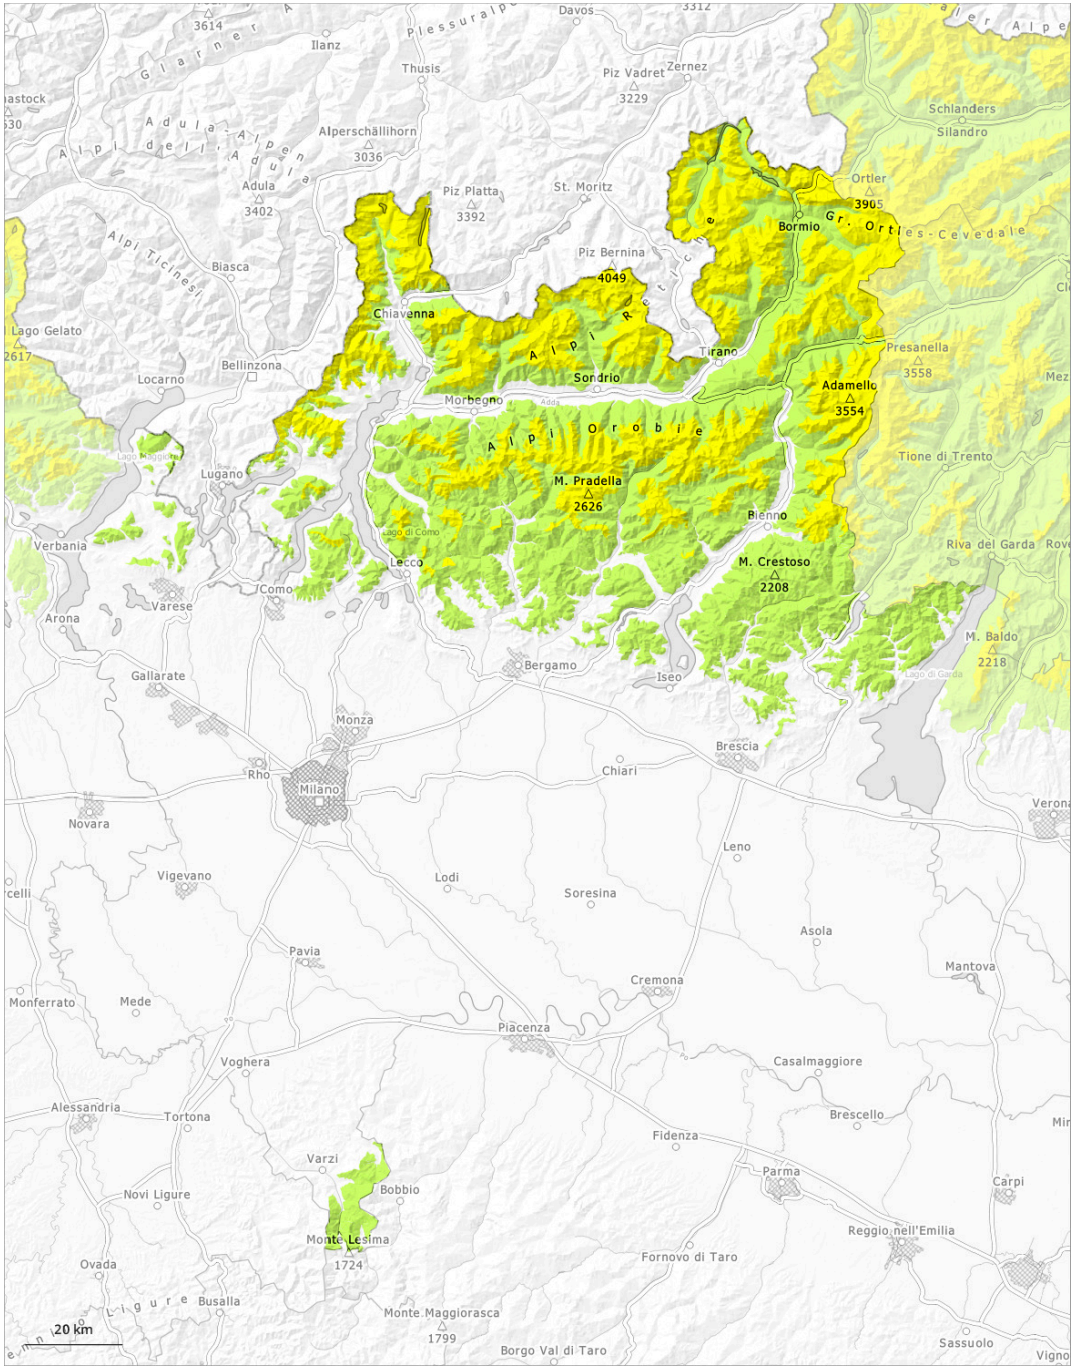 3614
Davos
3312
Plessuralpe
Glarner A
Ilanz
Thusis
Zernez
Piz Vadret
3229
Schlanders
Silandro
Adula-Alpen
Alpi dell'Adula
Alperschällihorn
3036
Adula
3402
Piz Platta
3392
St. Moritz
Ortler
3905
Bormio
Gr. Ortles-Cevedale
Alpi Ticinesi
Biasca
Piz Bernina
4049
Alpi Retiche
Chiavenna
Lago Gelato
2617
Bellinzona
Locarno
Tirano
Presanella
3558
Sondrio
Adamello
3554
Morbegno
Adda
Mez
Alpi Orobie
Lago Maggiore
Lugano
Tione di Trento
M. Pradella
2626
Bienno
Lago di Como
Verbania
Riva del Garda
Rove
Lecco
M. Crestoso
2208
Como
Varese
Arona
M. Baldo
2218
Bergamo
Iseo
Lago di Garda
Gallarate
Monza
Brescia
Rho
Chiari
Milano
Novara
Verona
Leno
Vigevano
Lodi
Soresina
rcelli
Asola
Pavia
Mantova
Cremona
Monferrato
Mede
Po
Piacenza
Po
Voghera
Casalmaggiore
Alessandria
Tortona
Brescello
Mir
Fidenza
Varzi
Parma
Bobbio
Carpi
Novi Ligure
Monte Lesima
1724
Reggio nell'Emilia
Fornovo di Taro
Ovada
Busalla
Ligure
Monte Maggiorasca
1799
20 km
Sassuolo
Borgo Val di Taro
Vigno